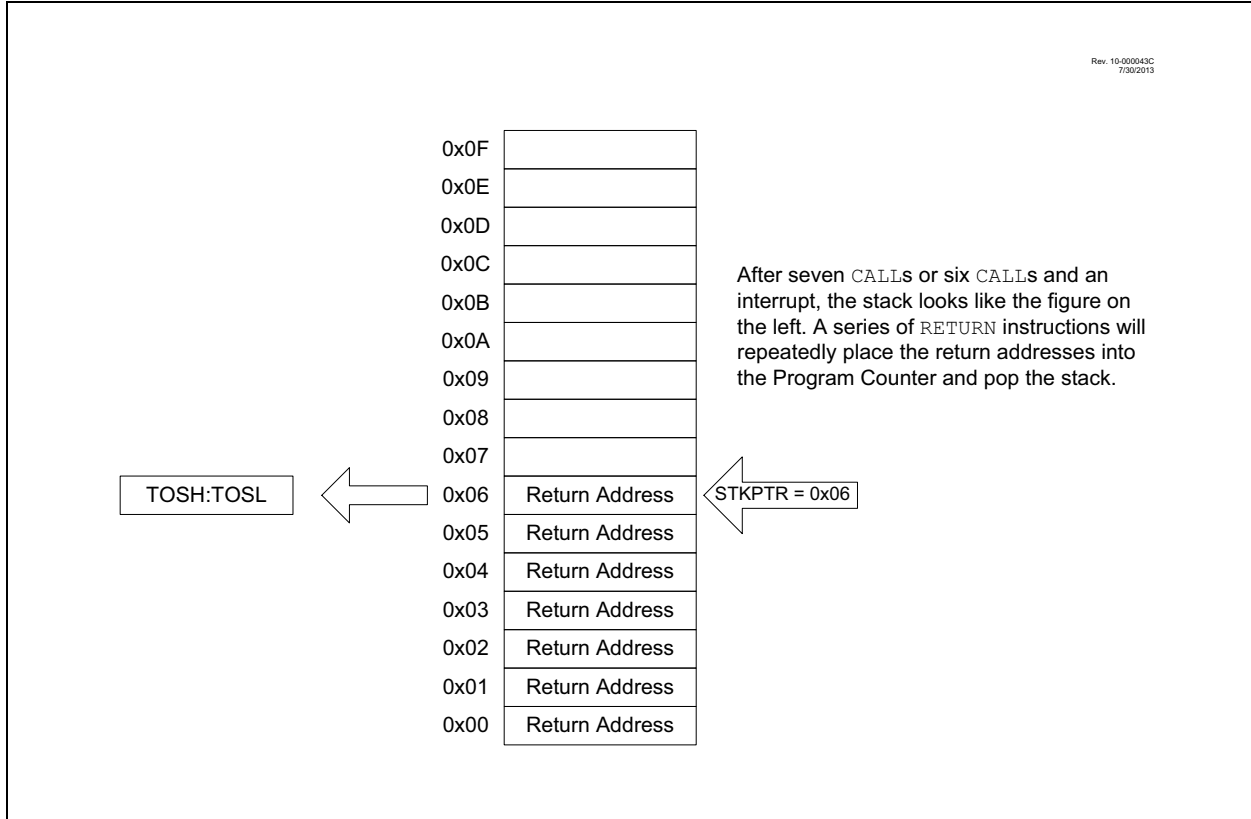 Rev. 10-000043C
7/30/2013
0x0F
0x0E
0x0D
0x0C
0x0B
0x0A
0x09
0x08
0x07
After seven CALLs or six CALLs and an
interrupt, the stack looks like the figure on
the left. A series of RETURN instructions will
repeatedly place the return addresses into
the Program Counter and pop the stack.
TOSH:TOSL
0x06 Return Address
STKPTR = 0x06
0x05 Return Address
0x04 Return Address
0x03 Return Address
0x02 Return Address
0x01 Return Address
0x00 Return Address